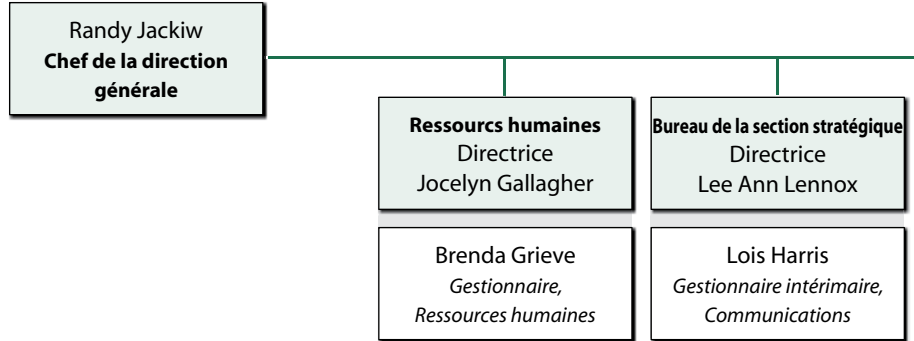 Randy Jackiw
Chef de la direction
générale
Ressourcs humaines
Directrice
Jocelyn Gallagher
Bureau de la section stratégique
Directrice
Lee Ann Lennox
Brenda Grieve
Gestionnaire,
Ressources humaines
Lois Harris
Gestionnaire intérimaire,
Communications